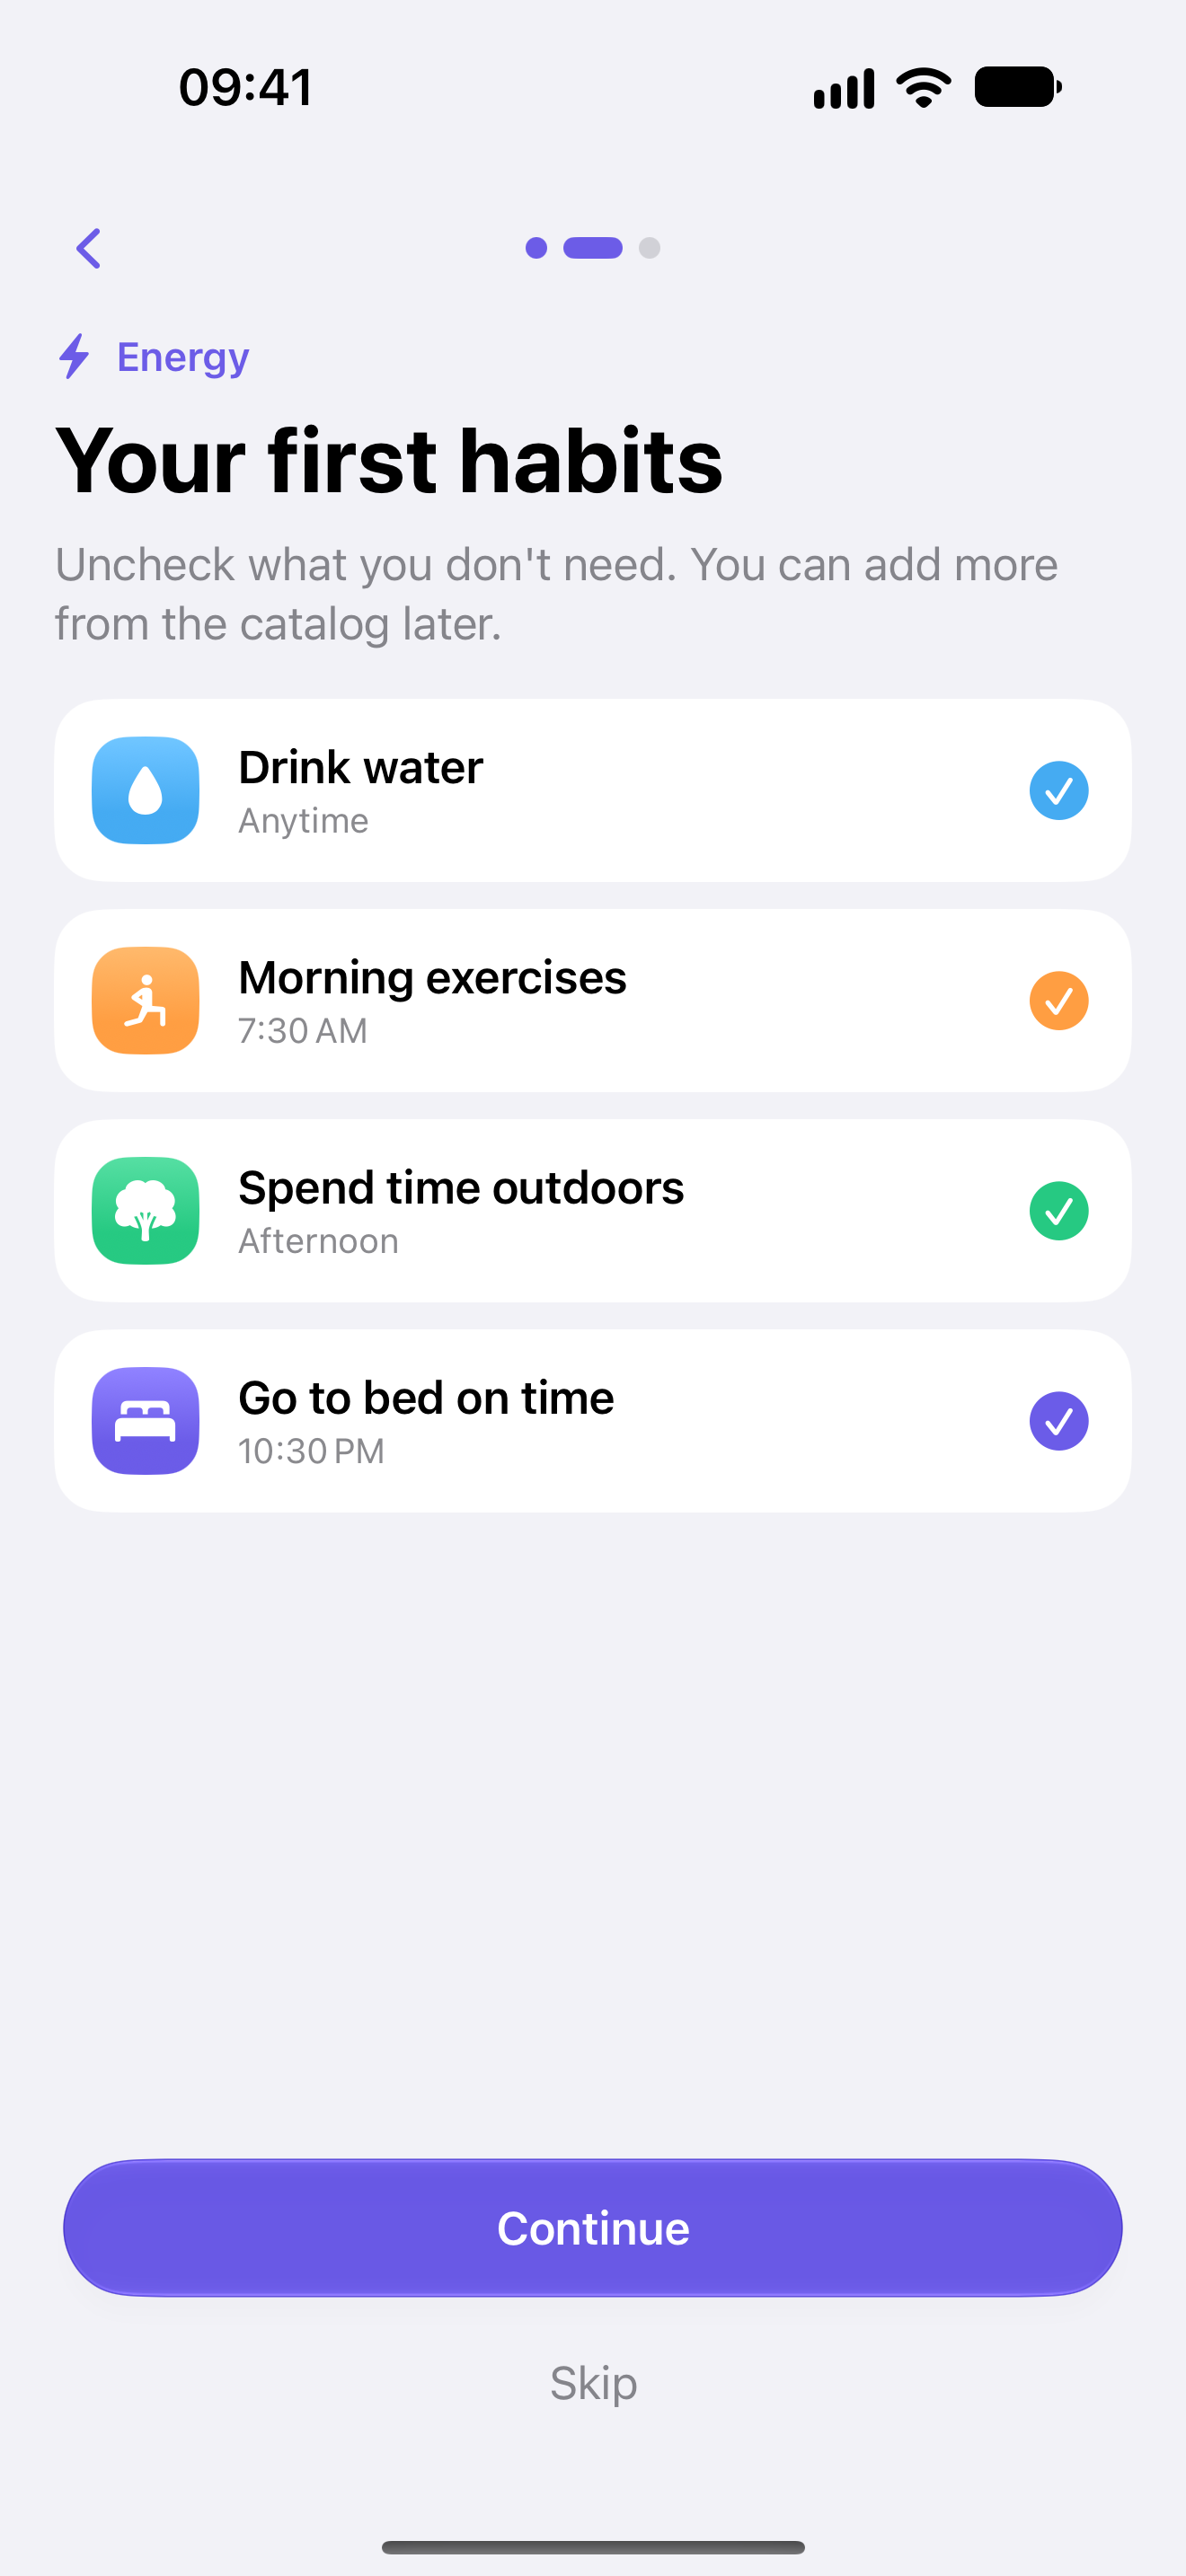 09:41
Energy
Your first habits
Uncheck what you don't need. You can add more
from the catalog later.
Drink water
Anytime
Morning exercises
7:30 AM
Spend time outdoors
Afternoon
Go to bed on time
10:30 PM
Continue
Skip